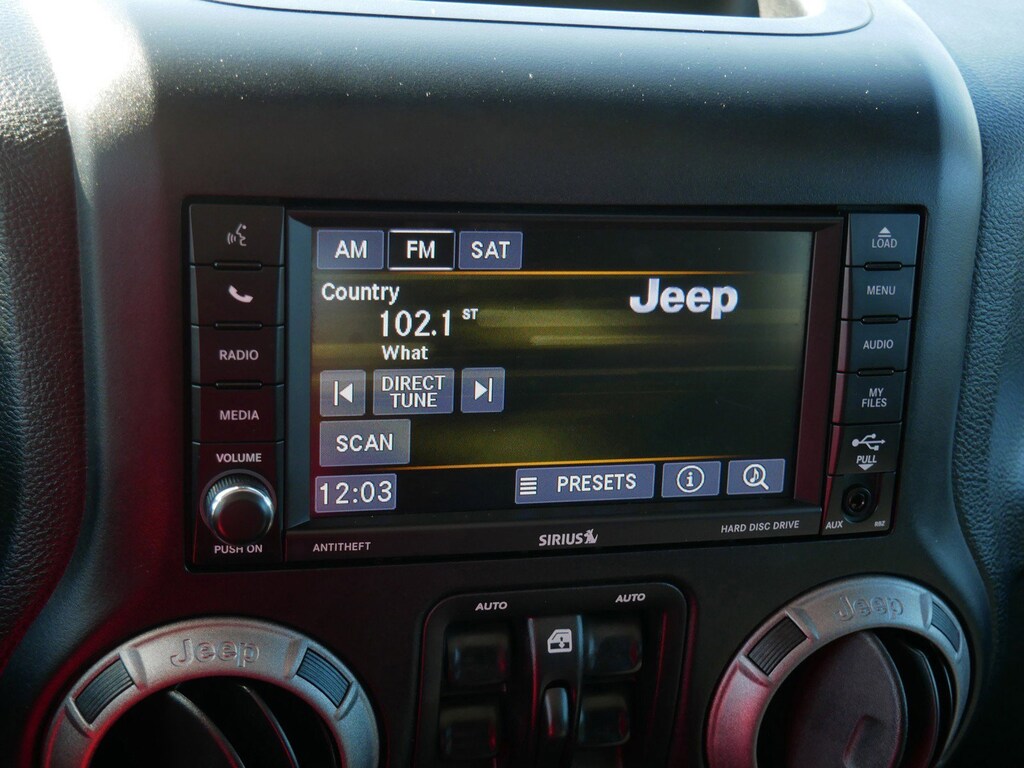 AM FM SAT
Country
Jeep
102.1 ST
What
DIRECT
TUNE
SCAN
12:03
PRESETS
RADIO
MEDIA
VOLUME
PUSH ON
LOAD
MENU
AUDIO
MY
FILES
PULL
AUX
RBZ
ANTITHEFT
SIRIUS
HARD DISC DRIVE
AUTO
AUTO
Jeep
Jeep